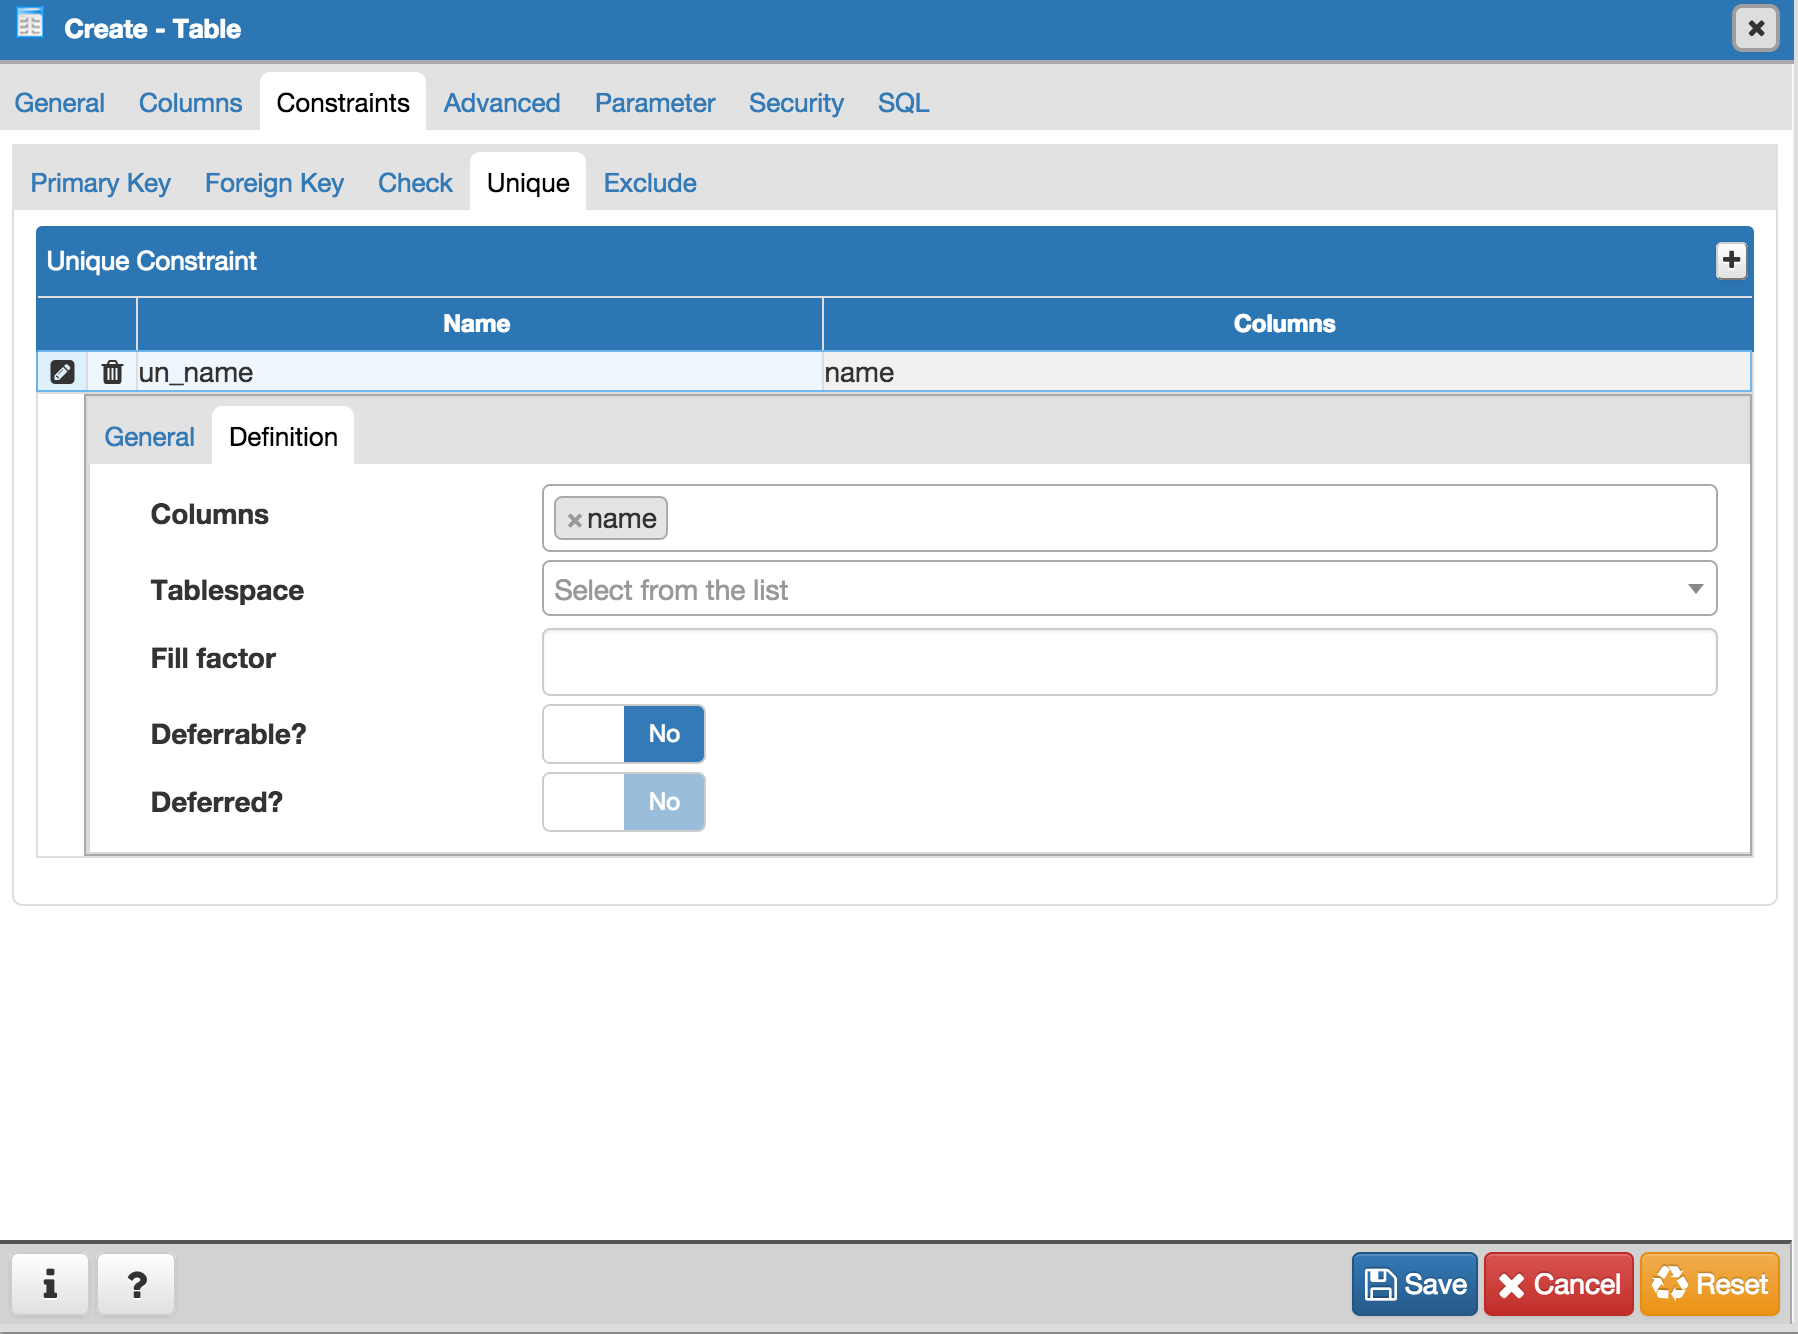 Create - Table
General Columns Constraints Advanced Parameter Security SQL
Primary Key Foreign Key Check Unique Exclude
Unique Constraint
Name Columns
un_name name
General Definition
Columns name
Tablespace Select from the list
Fill factor
Deferrable? No
Deferred? No
Save Cancel Reset